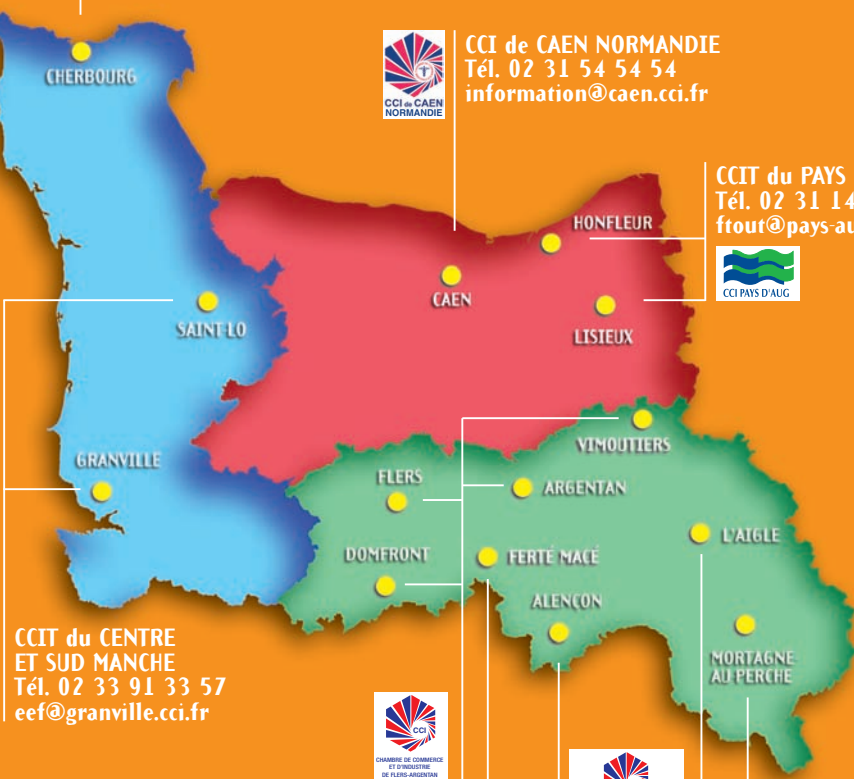 CCI de CAEN NORMANDIE
Tél. 02 31 54 54 54
information@caen.cci.fr
CCI de CAEN
NORMANDIE
CHERBOURG
CCIT du PAYS
Tél. 02 31 14
ftout@pays-au
CCI PAYS D'AUG
HONFLEUR
CAEN
LISIEUX
SAINT-LO
VIMOUTIERS
GRANVILLE
FLERS
ARGENTAN
L'AIGLE
DOMFRONT
FERTÉ MACÉ
ALENÇON
MORTAGNE
AU PERCHE
CCIT du CENTRE
ET SUD MANCHE
Tél. 02 33 91 33 57
eef@granville.cci.fr
CCI
CHAMBRE DE COMMERCE
ET D'INDUSTRIE
DE FLERS-ARGENTAN